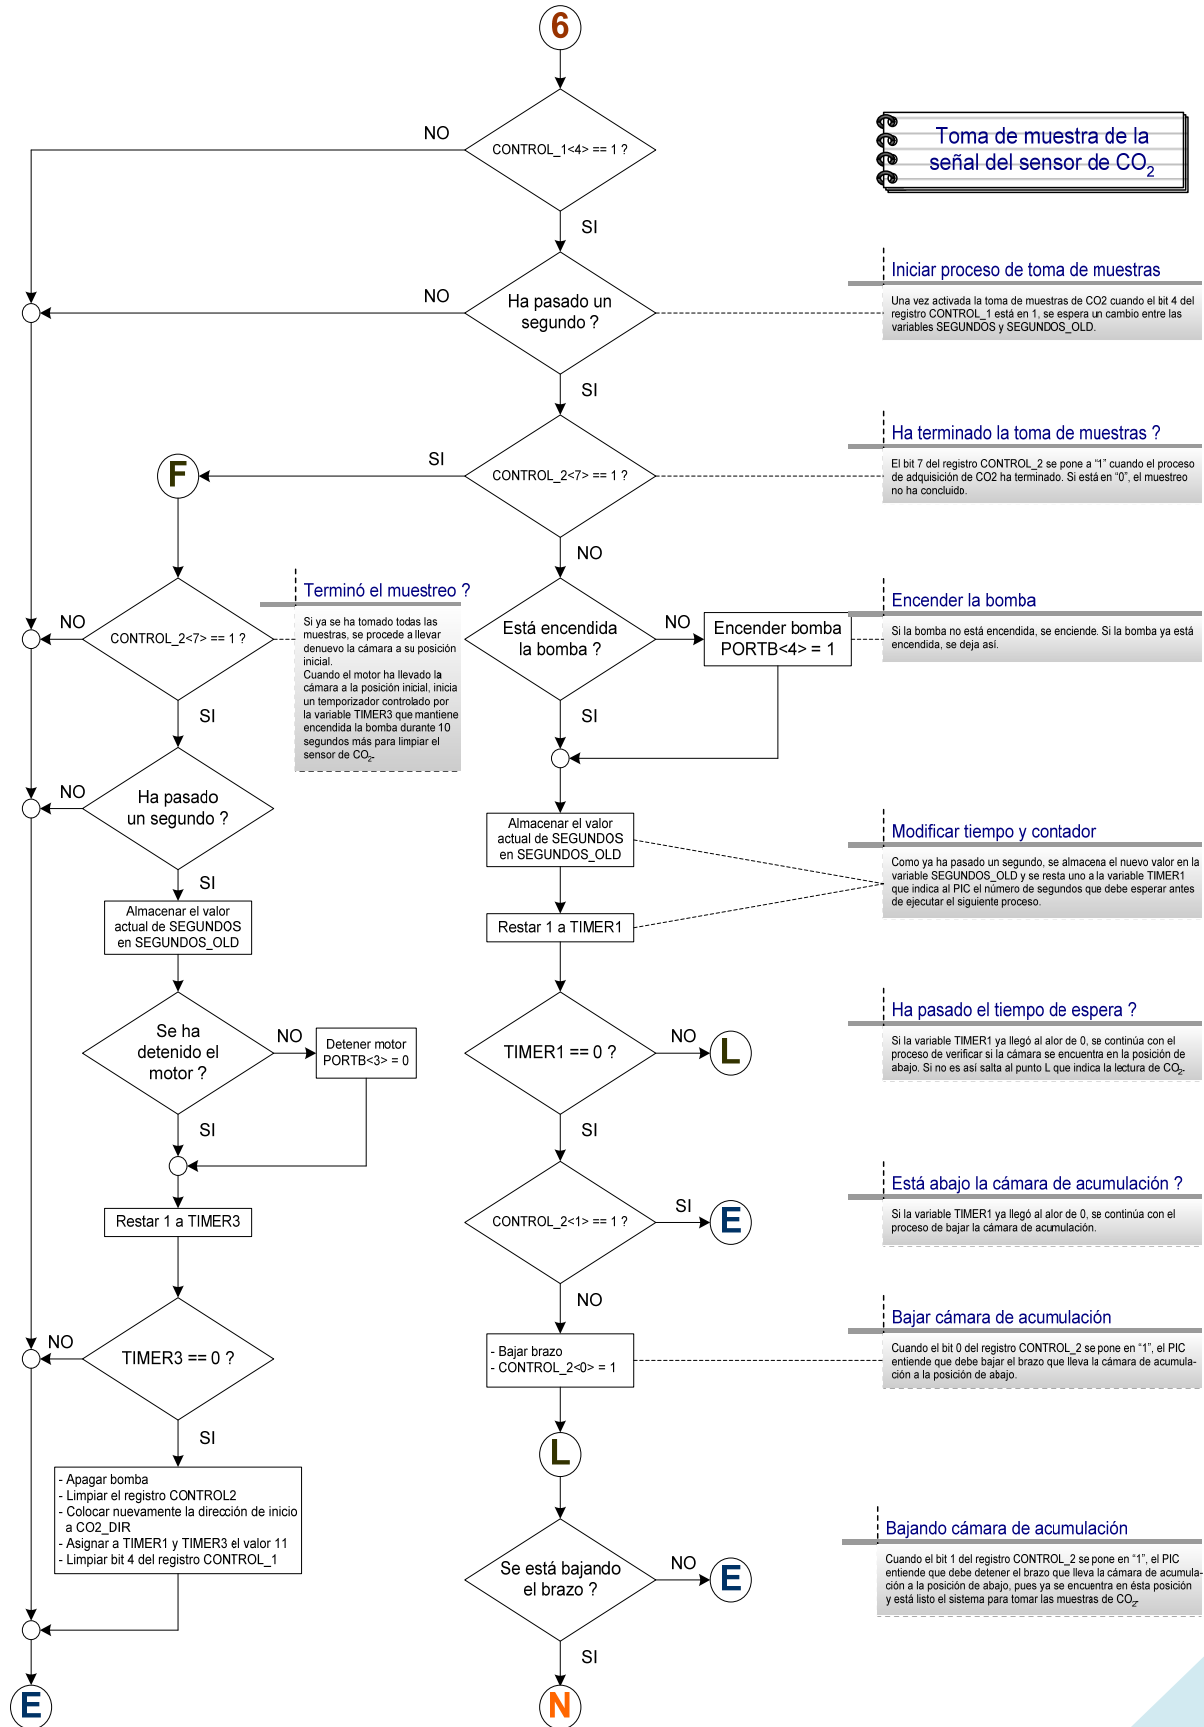 6
CONTROL_1<4> == 1 ?
NO
SI
Toma de muestra de la
señal del sensor de CO2
Ha pasado un
segundo ?
NO
SI
Iniciar proceso de toma de muestras
Una vez activada la toma de muestras de CO2 cuando el bit 4 del
registro CONTROL_1 está en 1, se espera un cambio entre las
variables SEGUNDOS y SEGUNDOS_OLD.
CONTROL_2<7> == 1 ?
SI
F
NO
Ha terminado la toma de muestras ?
El bit 7 del registro CONTROL_2 se pone a “1” cuando el proceso
de adquisición de CO2 ha terminado. Si está en “0”, el muestreo
no ha concluido.
CONTROL_2<7> == 1 ?
NO
SI
Terminó el muestreo ?
Si ya se ha tomado todas las
muestras, se procede a llevar
denuevo la cámara a su posición
inicial.
Cuando el motor ha llevado la
cámara a la posición inicial, inicia
un temporizador controlado por
la variable TIMER3 que mantiene
encendida la bomba durante 10
segundos más para limpiar el
sensor de CO2.
Está encendida
la bomba ?
NO
SI
Encender bomba
PORTB<4> = 1
Encender la bomba
Si la bomba no está encendida, se enciende. Si la bomba ya está
encendida, se deja así.
Ha pasado
un segundo ?
NO
SI
Almacenar el valor
actual de SEGUNDOS
en SEGUNDOS_OLD
Restar 1 a TIMER1
Modificar tiempo y contador
Como ya ha pasado un segundo, se almacena el nuevo valor en la
variable SEGUNDOS_OLD y se resta uno a la variable TIMER1
que indica al PIC el número de segundos que debe esperar antes
de ejecutar el siguiente proceso.
Almacenar el valor
actual de SEGUNDOS
en SEGUNDOS_OLD
Se ha
detenido el
motor ?
NO
SI
Detener motor
PORTB<3> = 0
TIMER1 == 0 ?
NO
L
SI
Ha pasado el tiempo de espera ?
Si la variable TIMER1 ya llegó al alor de 0, se continúa con el
proceso de verificar si la cámara se encuentra en la posición de
abajo. Si no es así salta al punto L que indica la lectura de CO2.
Restar 1 a TIMER3
CONTROL_2<1> == 1 ?
SI
E
NO
Está abajo la cámara de acumulación ?
Si la variable TIMER1 ya llegó al alor de 0, se continúa con el
proceso de bajar la cámara de acumulación.
TIMER3 == 0 ?
NO
SI
- Bajar brazo
- CONTROL_2<0> = 1
Bajar cámara de acumulación
Cuando el bit 0 del registro CONTROL_2 se pone en “1”, el PIC
entiende que debe bajar el brazo que lleva la cámara de acumula-
ción a la posición de abajo.
L
- Apagar bomba
- Limpiar el registro CONTROL2
- Colocar nuevamente la dirección de inicio
a CO2_DIR
- Asignar a TIMER1 y TIMER3 el valor 11
- Limpiar bit 4 del registro CONTROL_1
Se está bajando
el brazo ?
NO
E
SI
Bajando cámara de acumulación
Cuando el bit 1 del registro CONTROL_2 se pone en “1”, el PIC
entiende que debe detener el brazo que lleva la cámara de acumula-
ción a la posición de abajo, pues ya se encuentra en ésta posición
y está listo el sistema para tomar las muestras de CO2.
E
N